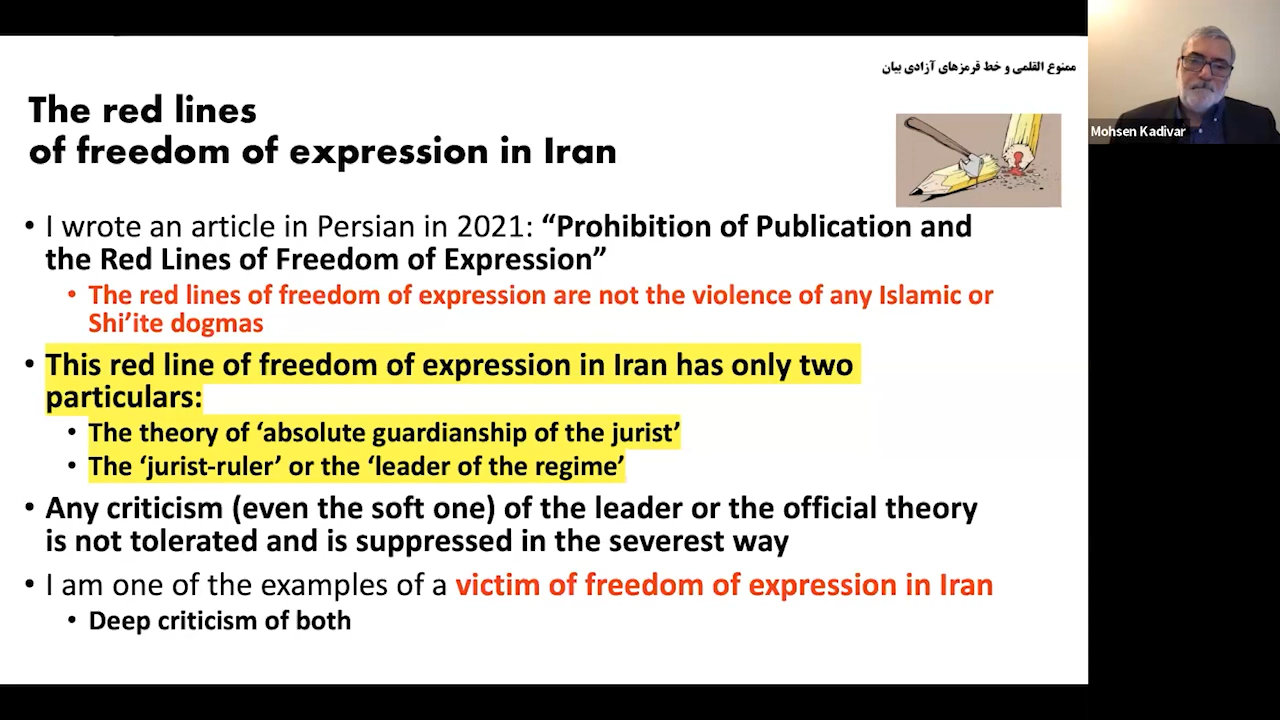 ممنوع القلمی و خط قرمزهای آزادی بیان
The red lines
of freedom of expression in Iran
• I wrote an article in Persian in 2021: “Prohibition of Publication and
the Red Lines of Freedom of Expression”
• The red lines of freedom of expression are not the violence of any Islamic or
Shi’ite dogmas
• This red line of freedom of expression in Iran has only two
particulars:
• The theory of ‘absolute guardianship of the jurist’
• The ‘jurist-ruler’ or the ‘leader of the regime’
• Any criticism (even the soft one) of the leader or the official theory
is not tolerated and is suppressed in the severest way
• I am one of the examples of a victim of freedom of expression in Iran
• Deep criticism of both
Mohsen Kadivar